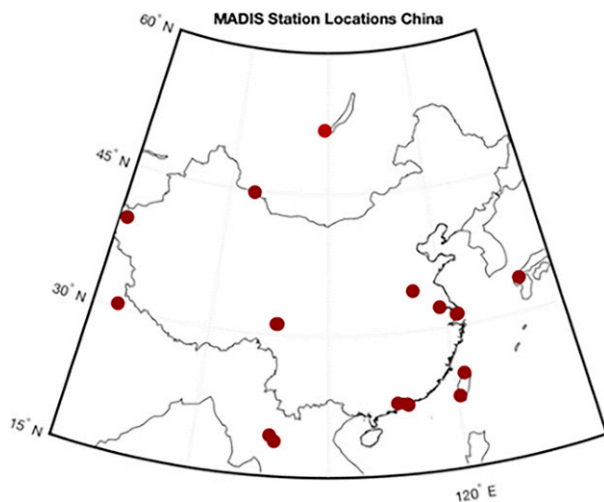 MADIS Station Locations China
60° N
45° N
30° N
15° N
120° E